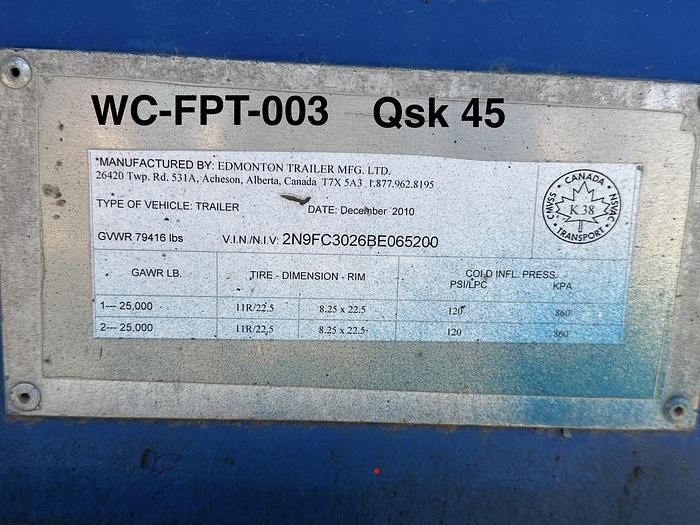 WC-FPT-003 Qsk 45
*MANUFACTURED BY: EDMONTON TRAILER MFG. LTD.
26420 Twp. Rd. 531A, Acheson, Alberta, Canada T7X 5A3 1.877.962.8195
TYPE OF VEHICLE: TRAILER DATE: December 2010
GVWR 79416 lbs V.I.N./N.I.V: 2N9FC3026BE065200
CANADA
CMVSS K 38 NSVAC
TRANSPORT
GAWR LB. TIRE - DIMENSION - RIM COLD INFL. PRESS.
PSI/LPC KPA
1--- 25,000 11R/22.5 8.25 x 22.5 120 860
2--- 25,000 11R/22.5 8.25 x 22.5 120 860